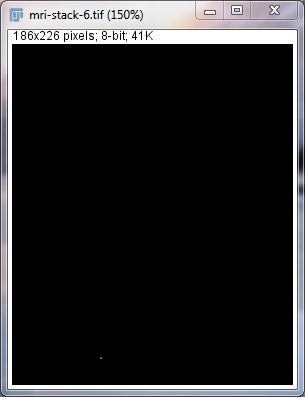 mri-stack-6.tif (150%)
186x226 pixels; 8-bit; 41K